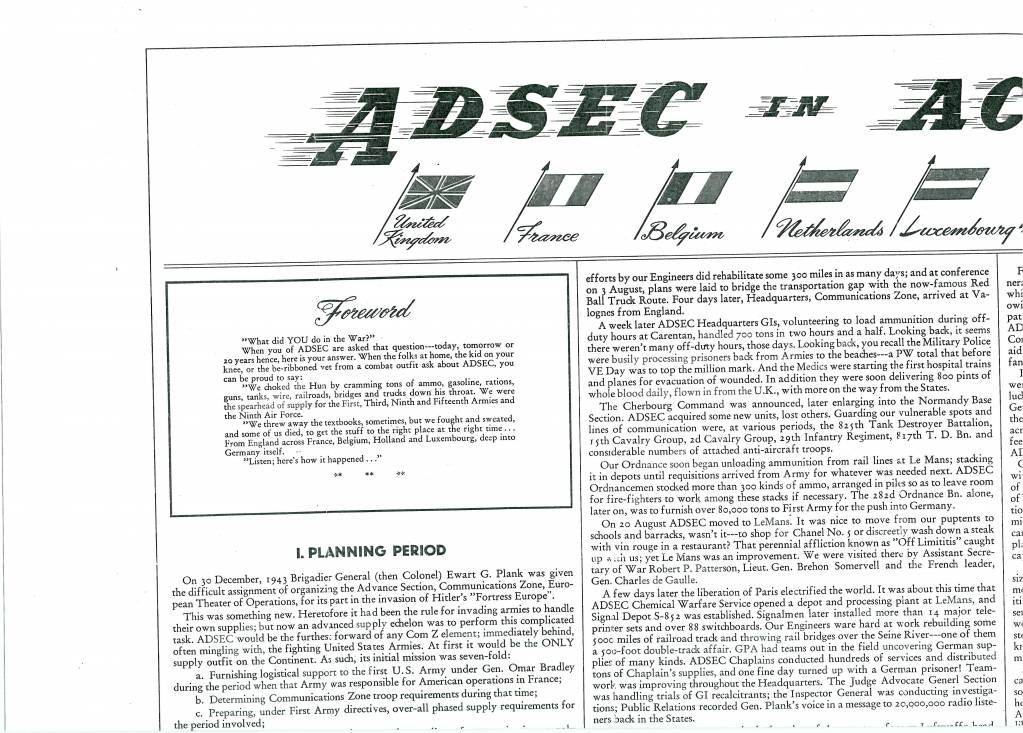 ADSEC IN AC
United Kingdom
France
Belgium
Netherlands
Luxembourg
Foreword
"What did YOU do in the War?"
When you of ADSEC are asked that question---today, tomorrow or
20 years hence, here is your answer. When the folks at home, the kid on your
knee, or the be-ribboned vet from a combat outfit ask about ADSEC, you
can be proud to say:
"We choked the Hun by cramming tons of ammo, gasoline, rations,
guns, tanks, wire, railroads, bridges and trucks down his throat. We were
the spearhead of supply for the First, Third, Ninth and Fifteenth Armies and
the Ninth Air Force.
"We threw away the textbooks, sometimes, but we fought and sweated,
and some of us died, to get the stuff to the right place at the right time...
From England across France, Belgium, Holland and Luxembourg, deep into
Germany itself.
"Listen; here's how it happened..."
** ** **
I. PLANNING PERIOD
On 30 December, 1943 Brigadier General (then Colonel) Ewart G. Plank was given
the difficult assignment of organizing the Advance Section, Communications Zone, Euro-
pean Theater of Operations, for its part in the invasion of Hitler's "Fortress Europe".
This was something new. Heretofore it had been the rule for invading armies to handle
their own supplies; but now an advanced supply echelon was to perform this complicated
task. ADSEC would be the furthest forward of any Com Z element; immediately behind,
often mingling with, the fighting United States Armies. At first it would be the ONLY
supply outfit on the Continent. As such, its initial mission was seven-fold:
a. Furnishing logistical support to the first U.S. Army under Gen. Omar Bradley
during the period when that Army was responsible for American operations in France;
b. Determining Communications Zone troop requirements during that time;
c. Preparing, under First Army directives, over-all phased supply requirements for
the period involved;
efforts by our Engineers did rehabilitate some 300 miles in as many days; and at conference
on 3 August, plans were laid to bridge the transportation gap with the now-famous Red
Ball Truck Route. Four days later, Headquarters, Communications Zone, arrived at Va-
lognes from England.
A week later ADSEC Headquarters GIs, volunteering to load ammunition during off-
duty hours at Carentan, handled 700 tons in two hours and a half. Looking back, it seems
there weren't many off-duty hours, those days. Looking back, you recall the Military Police
were busily processing prisoners back from Armies to the beaches---a PW total that before
VE Day was to top the million mark. And the Medics were starting the first hospital trains
and planes for evacuation of wounded. In addition they were soon delivering 800 pints of
whole blood daily, flown in from the U.K., with more on the way from the States.
The Cherbourg Command was announced, later enlarging into the Normandy Base
Section. ADSEC acquired some new units, lost others. Guarding our vulnerable spots and
lines of communication were, at various periods, the 825th Tank Destroyer Battalion,
15th Cavalry Group, 2d Cavalry Group, 29th Infantry Regiment, 817th T. D. Bn. and
considerable numbers of attached anti-aircraft troops.
Our Ordnance soon began unloading ammunition from rail lines at Le Mans; stacking
it in depots until requisitions arrived from Army for whatever was needed next. ADSEC
Ordnancemen stocked more than 300 kinds of ammo, arranged in piles so as to leave room
for fire-fighters to work among these stacks if necessary. The 282d Ordnance Bn. alone,
later on, was to furnish over 80,000 tons to First Army for the push into Germany.
On 20 August ADSEC moved to LeMans. It was nice to move from our puptents to
schools and barracks, wasn't it---to shop for Chanel No. 5 or discreetly wash down a steak
with vin rouge in a restaurant? That perennial affliction known as "Off Limititis" caught
up with us; yet Le Mans was an improvement. We were visited there by Assistant Secre-
tary of War Robert P. Patterson, Lieut. Gen. Brehon Somervell and the French leader,
Gen. Charles de Gaulle.
A few days later the liberation of Paris electrified the world. It was about this time that
ADSEC Chemical Warfare Service opened a depot and processing plant at LeMans, and
Signal Depot S-852 was established. Signalmen later installed more than 14 major tele-
printer sets and over 88 switchboards. Our Engineers ware hard at work rebuilding some
500c miles of railroad track and throwing rail bridges over the Seine River---one of them
a 500-foot double-track affair. GPA had teams out in the field uncovering German sup-
plies of many kinds. ADSEC Chaplains conducted hundreds of services and distributed
tons of Chaplain's supplies, and one fine day turned up with a German prisoner! Team-
work was improving throughout the Headquarters. The Judge Advocate Generl Section
was handling trials of GI recalcitrants; the Inspector General was conducting investiga-
tions; Public Relations recorded Gen. Plank's voice in a message to 20,000,000 radio liste-
ners back in the States.